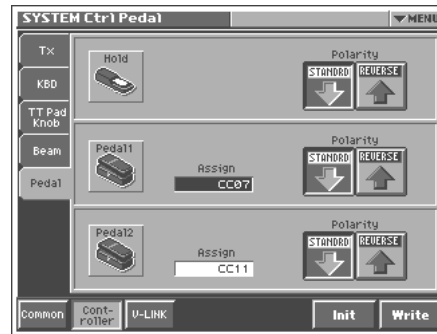 SYSTEM Ctrl Pedal
MENU
Tx
KBD
TT Pad
Knob
Beam
Pedal
Hold
Polarity
STANDRD REVERSE
Pedal1
Assign
CC07
Polarity
STANDRD REVERSE
Pedal2
Assign
CC11
Polarity
STANDRD REVERSE
Common
Cont-
roller
V-LINK
Init
Write